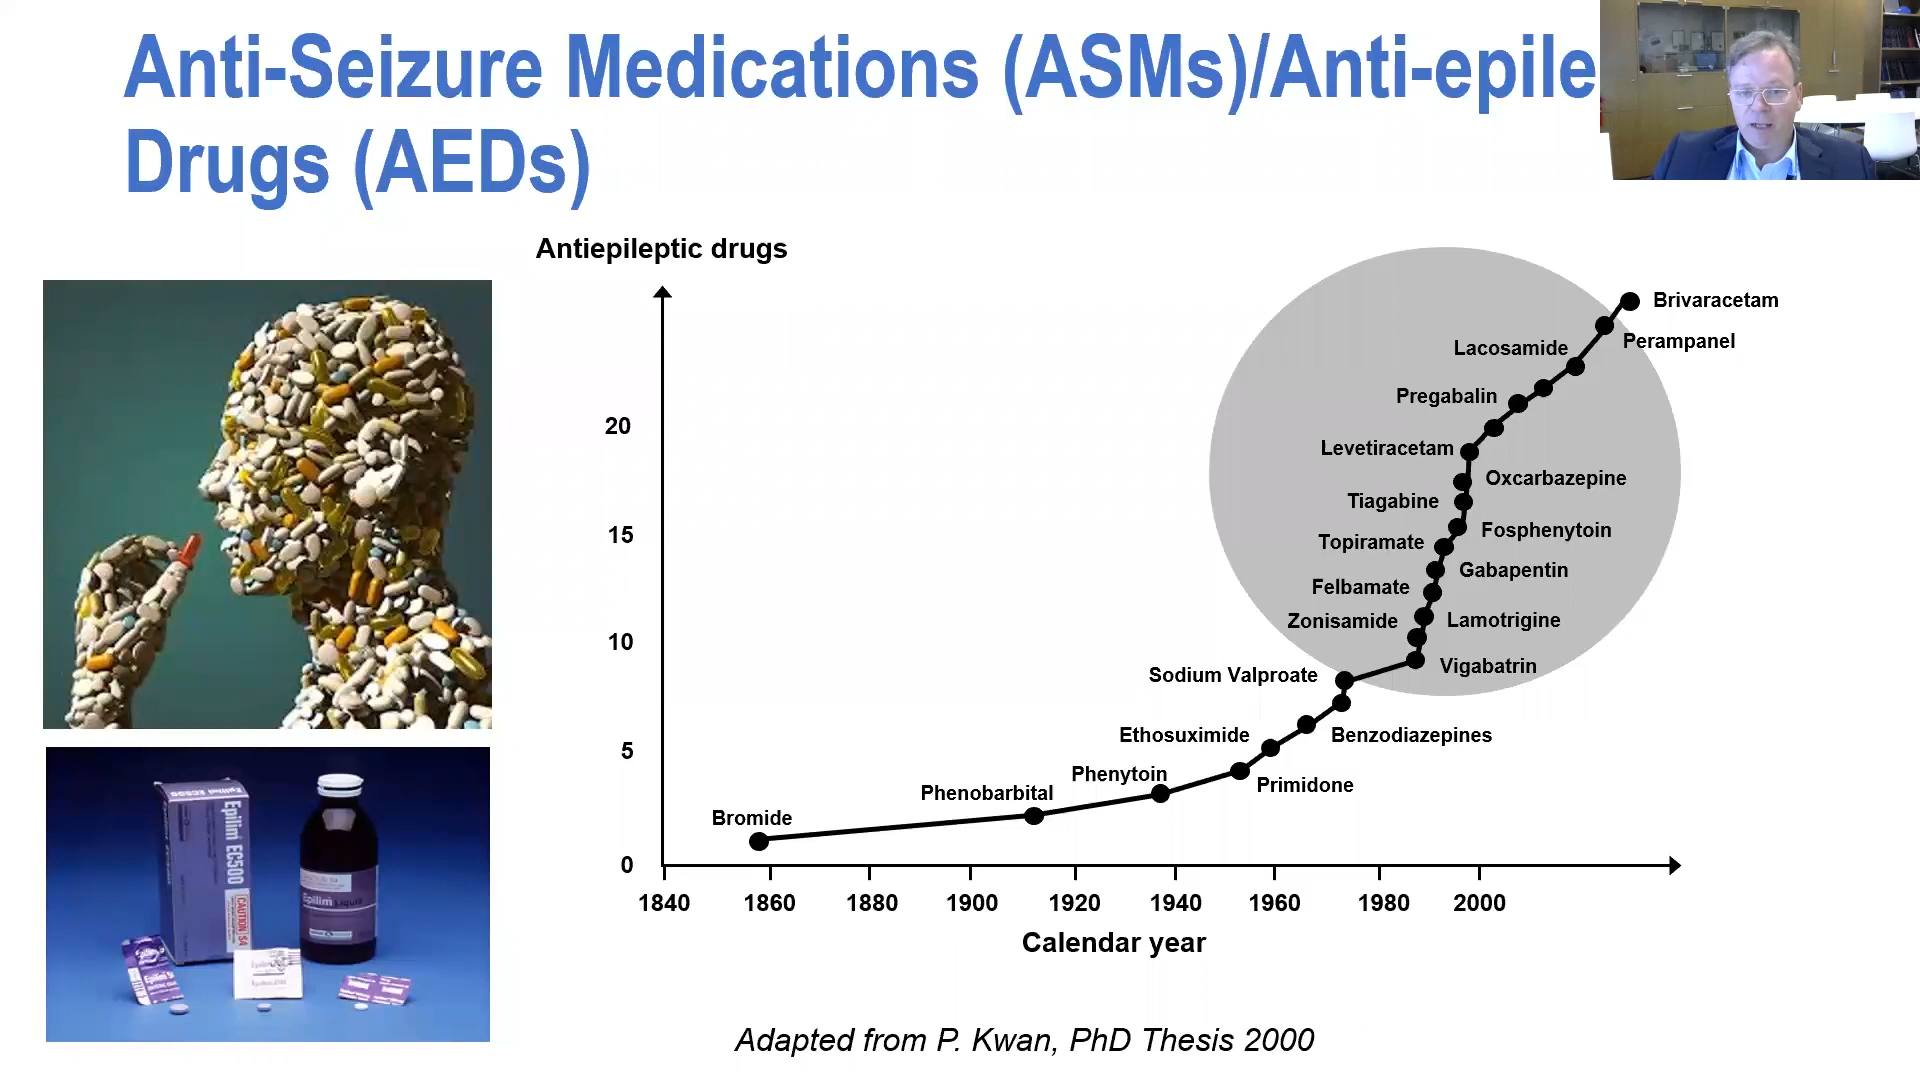 Anti-Seizure Medications (ASMs)/Anti-epile
Drugs (AEDs)
Antiepileptic drugs
Brivaracetam
Perampanel
Lacosamide
Pregabalin
20
Levetiracetam
Oxcarbazepine
Tiagabine
15
Fosphenytoin
Topiramate
Gabapentin
Felbamate
Zonisamide
Lamotrigine
10
Vigabatrin
Sodium Valproate
Ethosuximide
Benzodiazepines
5
Phenytoin
Primidone
Phenobarbital
Bromide
0
1840 1860 1880 1900 1920 1940 1960 1980 2000
Calendar year
Adapted from P. Kwan, PhD Thesis 2000
Epilim EC500
CAUTION
Epilim Liquid